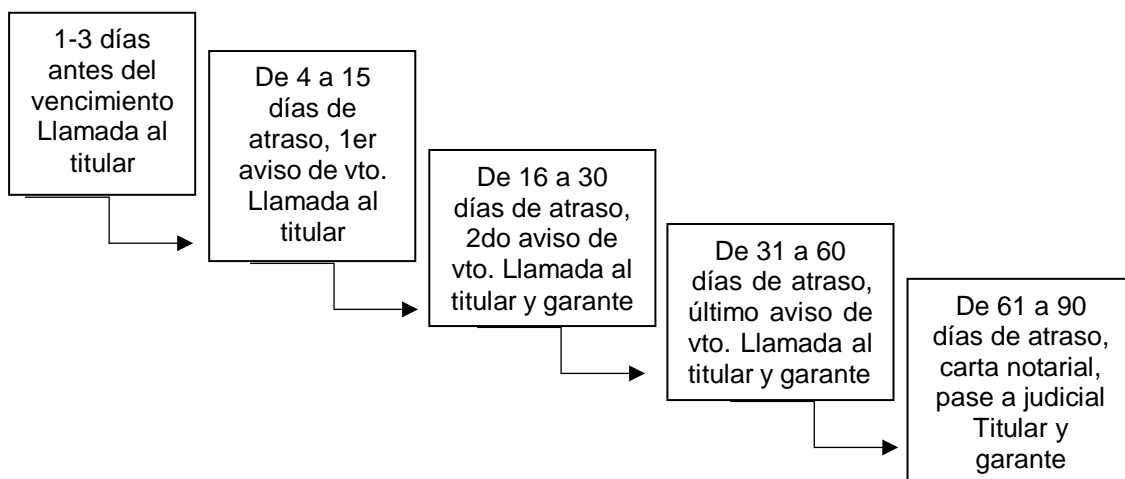 1-3 días
antes del
vencimiento
Llamada al
titular
De 4 a 15
días de
atraso, 1er
aviso de vto.
Llamada al
titular
De 16 a 30
días de atraso,
2do aviso de
vto. Llamada al
titular y garante
De 31 a 60
días de atraso,
último aviso de
vto. Llamada al
titular y garante
De 61 a 90
días de atraso,
carta notarial,
pase a judicial
Titular y
garante